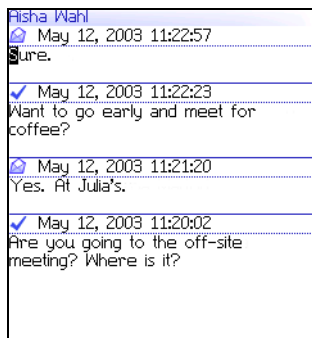 Aisha Wahl
May 12, 2003 11:22:57
Sure.
May 12, 2003 11:22:23
Want to go early and meet for
coffee?
May 12, 2003 11:21:20
Yes. At Julia's.
May 12, 2003 11:20:02
Are you going to the off-site
meeting? Where is it?